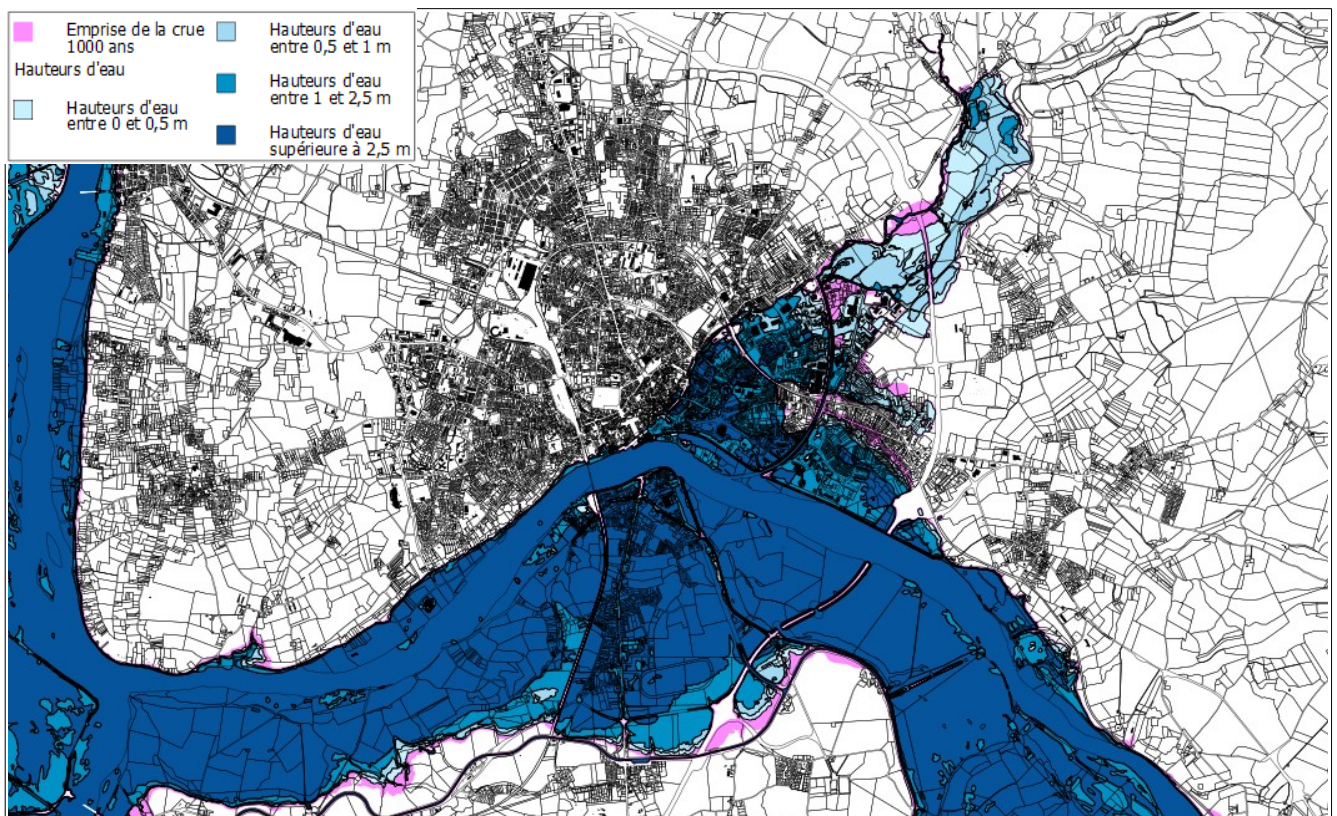 Emprise de la crue
1000 ans
Hauteurs d'eau
Hauteurs d'eau
entre 0 et 0,5 m
Hauteurs d'eau
entre 0,5 et 1 m
Hauteurs d'eau
entre 1 et 2,5 m
Hauteurs d'eau
supérieure à 2,5 m